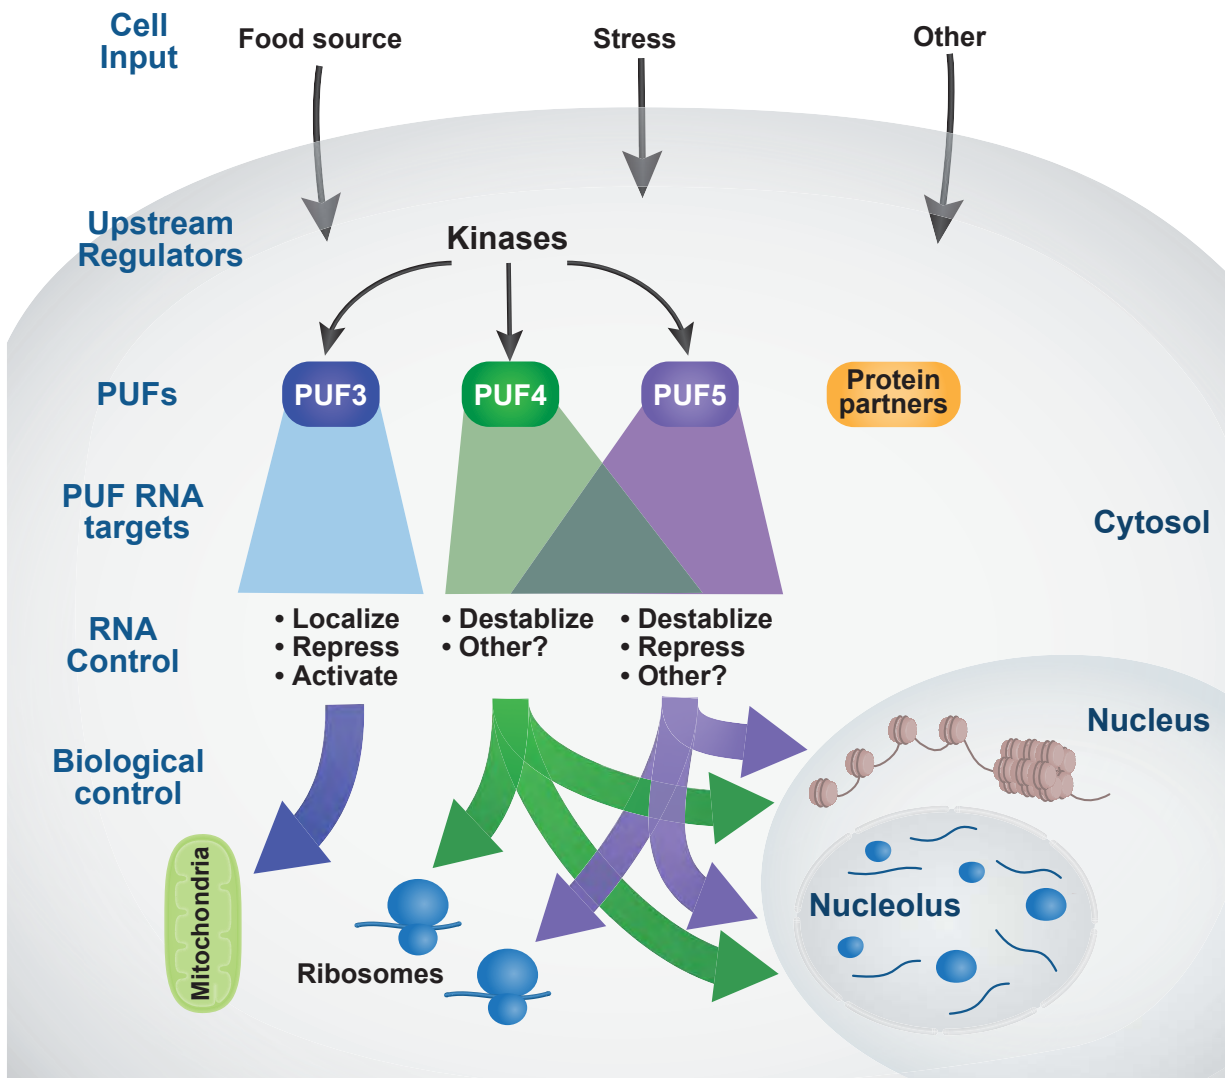 Cell
Input
Food source
Stress
Other
Upstream
Regulators
Kinases
PUFs
PUF3
PUF4
PUF5
Protein
partners
PUF RNA
targets
Cytosol
RNA
Control
• Localize
• Repress
• Activate
• Destablize
• Other?
• Destablize
• Repress
• Other?
Nucleus
Biological
control
Mitochondria
Ribosomes
Nucleolus